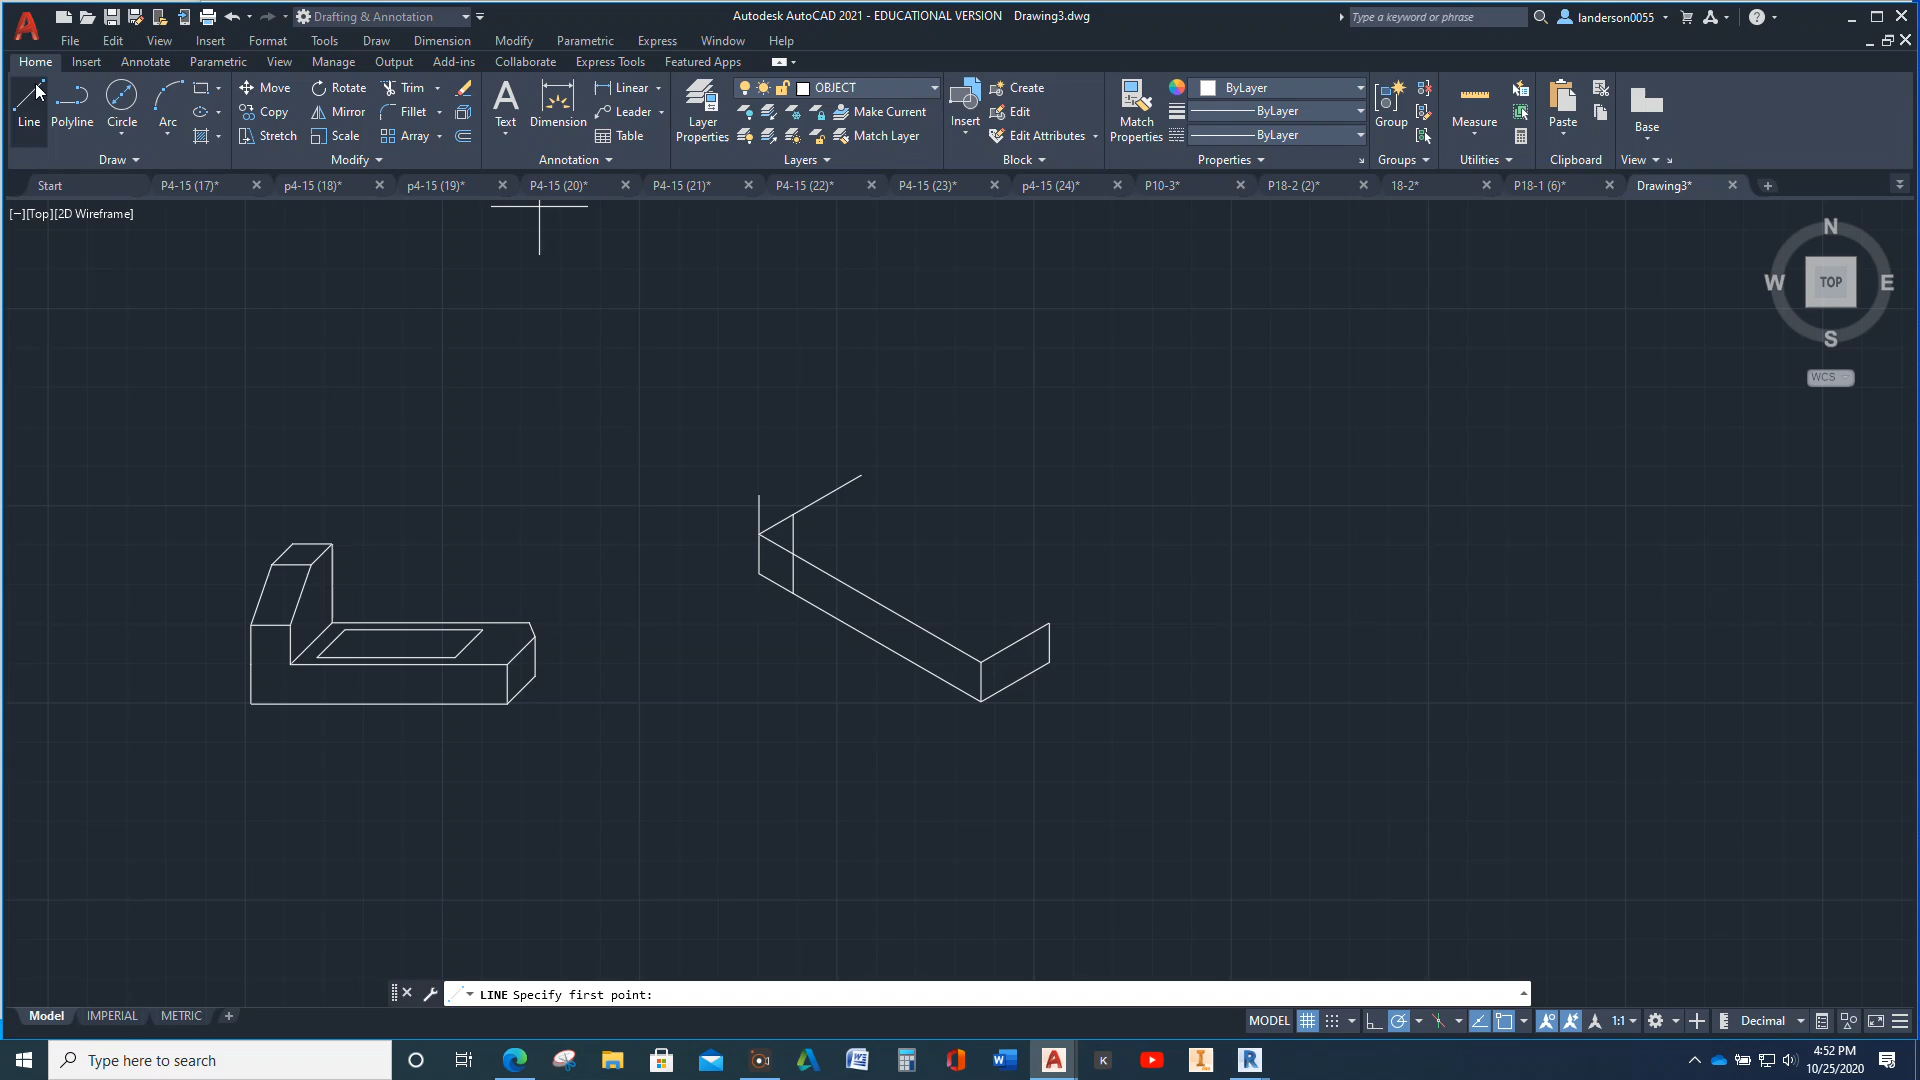 Drafting & Annotation
Autodesk AutoCAD 2021 - EDUCATIONAL VERSION Drawing3.dwg
Type a keyword or phrase
landerson0055
File Edit View Insert Format Tools Draw Dimension Modify Parametric Express Window Help
Home Insert Annotate Parametric View Manage Output Add-ins Collaborate Express Tools Featured Apps
Move Rotate Trim Linear OBJECT Create ByLayer
Copy Mirror Fillet Leader Make Current Edit ByLayer
Line Polyline Circle Arc Text Dimension Layer Properties Insert Match Properties Group Measure Paste Base
Stretch Scale Array Table Match Layer Edit Attributes ByLayer
Draw Modify Annotation Layers Block Properties Groups Utilities Clipboard View
Start P4-15 (17)* p4-15 (18)* p4-15 (19)* P4-15 (20)* P4-15 (21)* P4-15 (22)* P4-15 (23)* p4-15 (24)* P10-3* P18-2 (2)* 18-2* P18-1 (6)* Drawing3*
[−][Top][2D Wireframe]
N
W TOP E
S
WCS
LINE Specify first point:
Model IMPERIAL METRIC
MODEL 1:1 Decimal
Type here to search
4:52 PM
10/25/2020